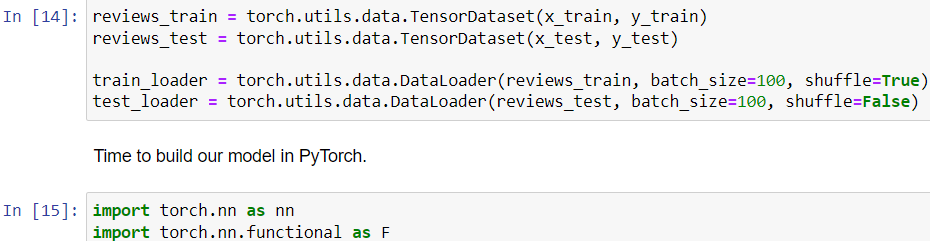 In [14]: reviews_train = torch.utils.data.TensorDataset(x_train, y_train)
reviews_test = torch.utils.data.TensorDataset(x_test, y_test)
train_loader = torch.utils.data.DataLoader(reviews_train, batch_size=100, shuffle=True)
test_loader = torch.utils.data.DataLoader(reviews_test, batch_size=100, shuffle=False)
Time to build our model in PyTorch.
In [15]: import torch.nn as nn
import torch.nn.functional as F